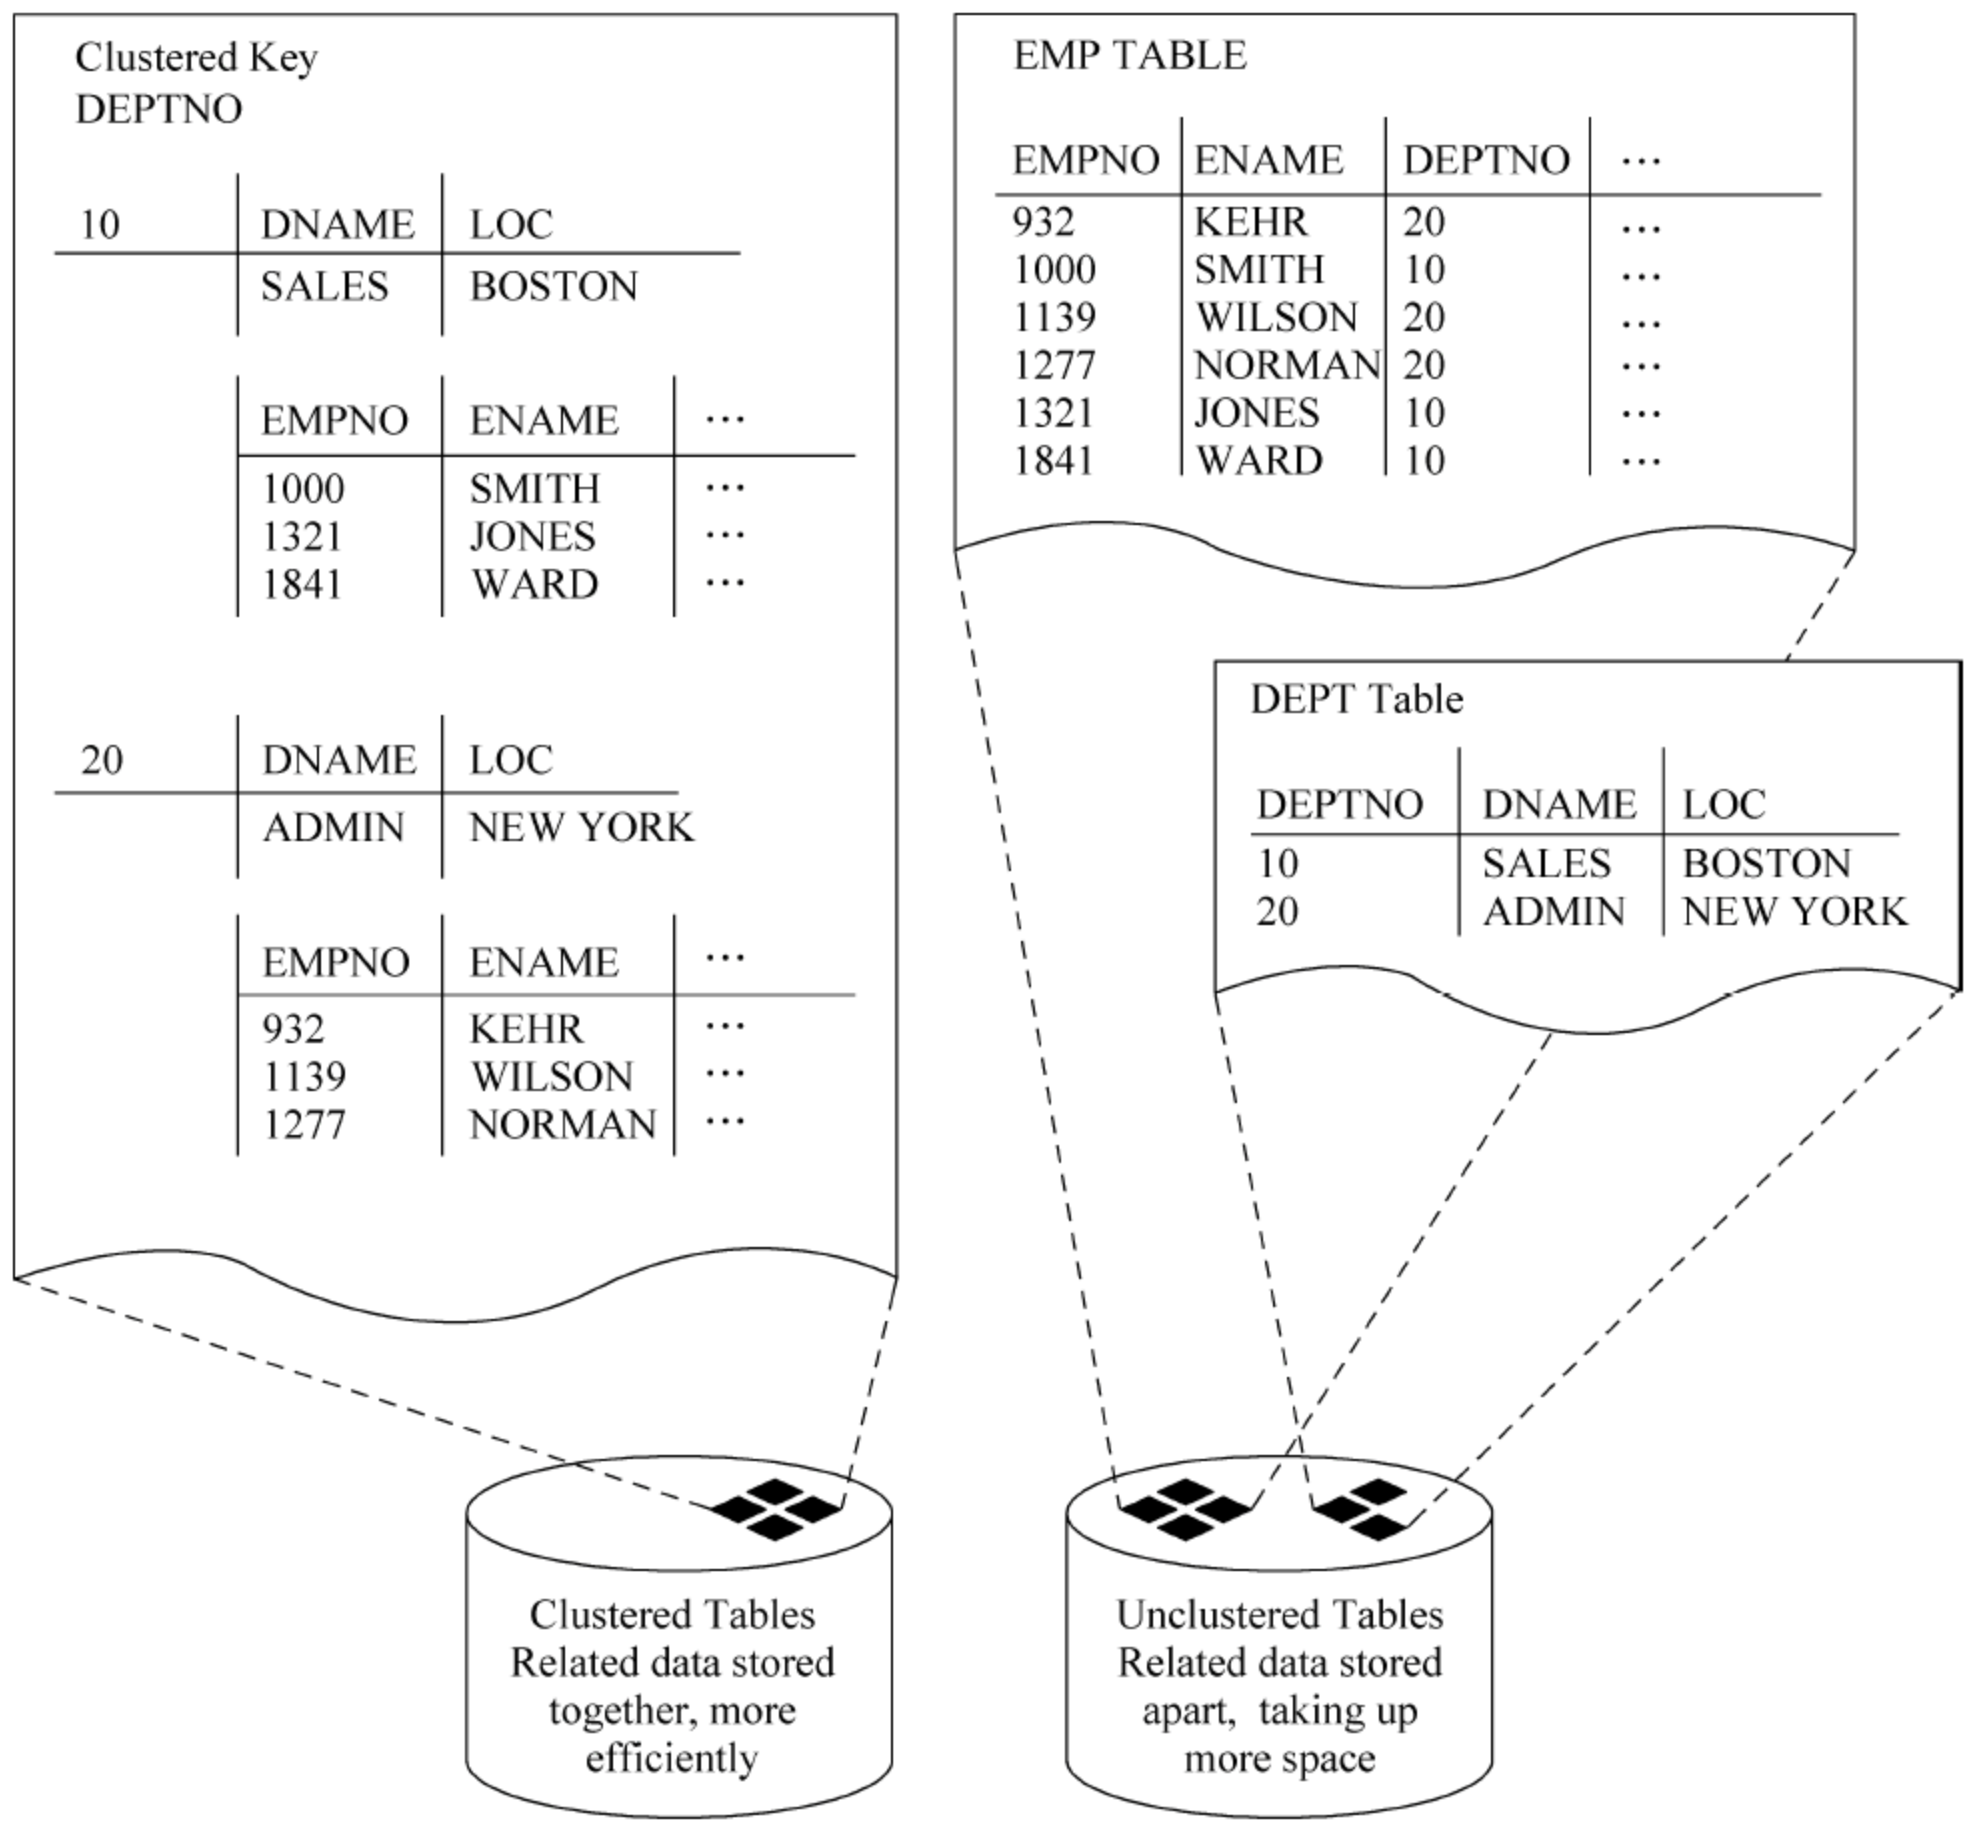 Clustered Key
DEPTNO
10 DNAME LOC
SALES BOSTON
EMPNO ENAME ...
1000 SMITH ...
1321 JONES ...
1841 WARD ...
20 DNAME LOC
ADMIN NEW YORK
EMPNO ENAME ...
932 KEHR ...
1139 WILSON ...
1277 NORMAN ...
EMP TABLE
EMPNO ENAME DEPTNO ...
932 KEHR 20 ...
1000 SMITH 10 ...
1139 WILSON 20 ...
1277 NORMAN 20 ...
1321 JONES 10 ...
1841 WARD 10 ...
DEPT Table
DEPTNO DNAME LOC
10 SALES BOSTON
20 ADMIN NEW YORK
Clustered Tables
Related data stored
together, more
efficiently
Unclustered Tables
Related data stored
apart, taking up
more space